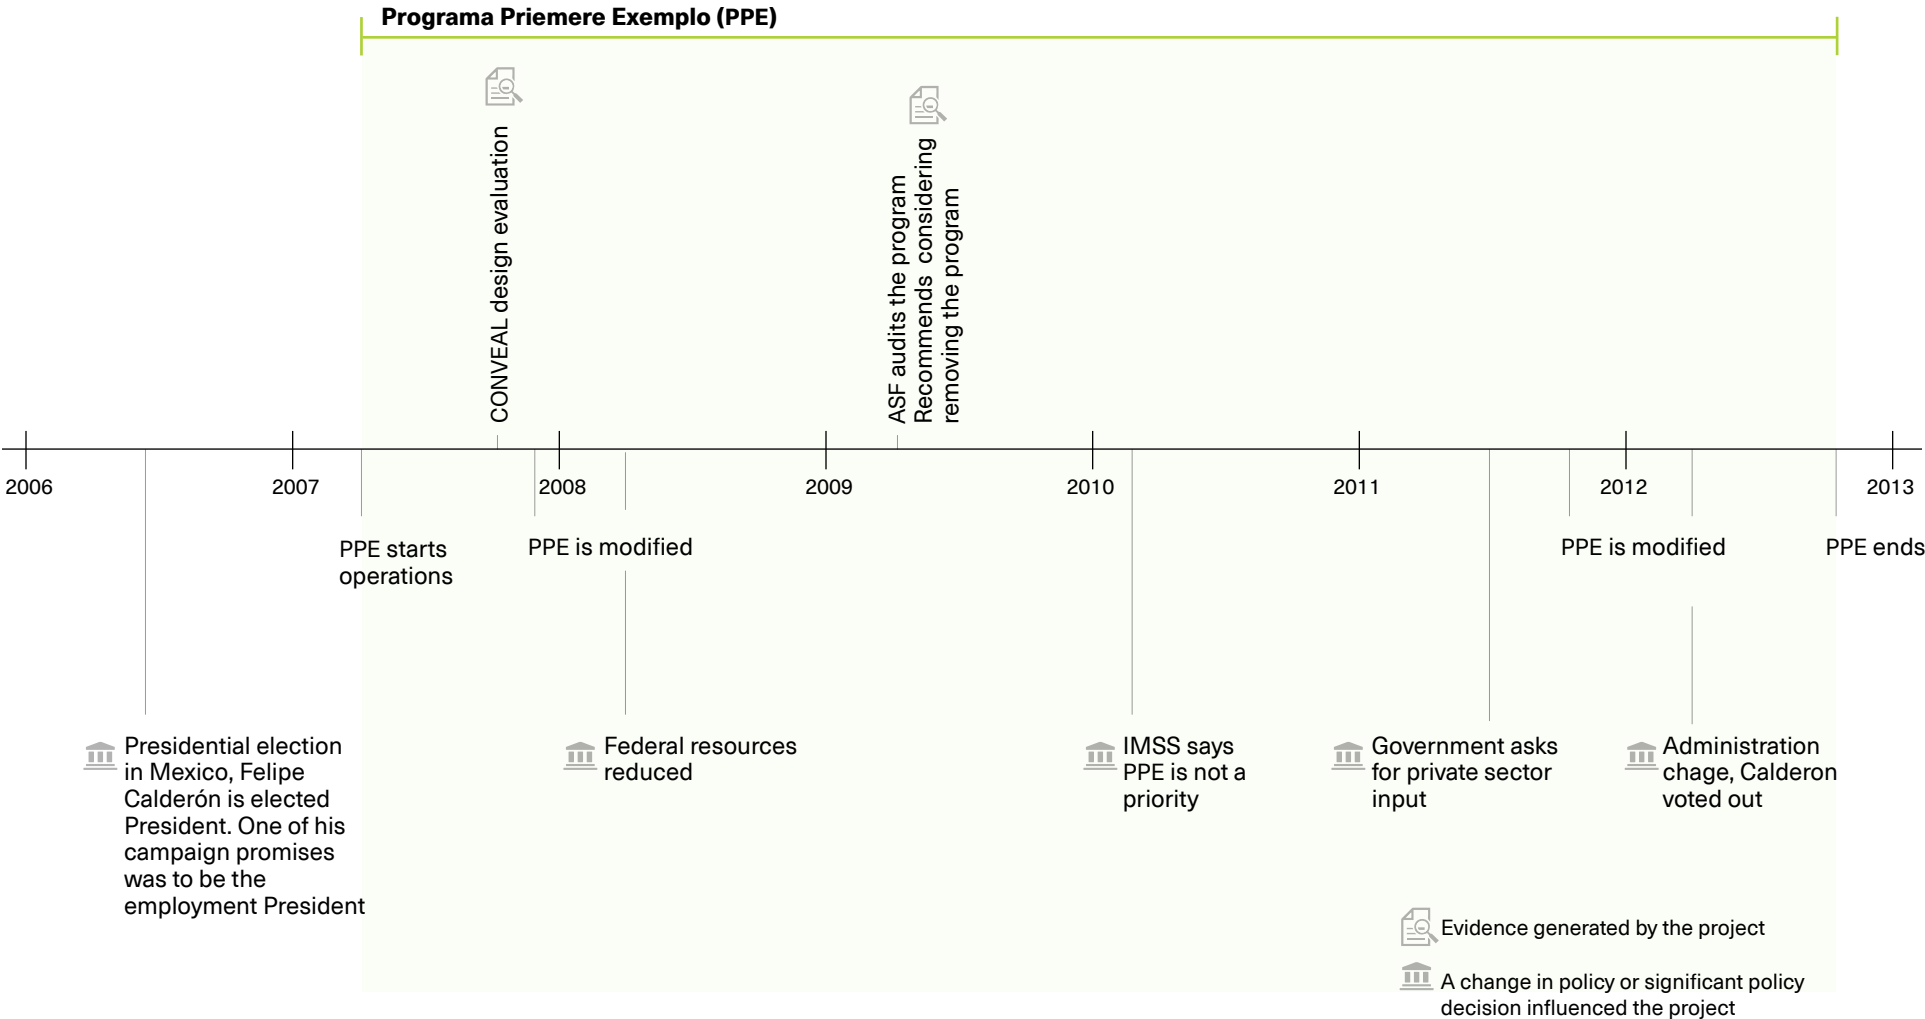 Programa Priemere Exemplo (PPE)
CONVEAL design evaluation
ASF audits the program
Recommends considering
removing the program
2006
2007
2008
2009
2010
2011
2012
2013
PPE starts
operations
PPE is modified
PPE is modified
PPE ends
Presidential election
in Mexico, Felipe
Calderón is elected
President. One of his
campaign promises
was to be the
employment President
Federal resources
reduced
IMSS says
PPE is not a
priority
Government asks
for private sector
input
Administration
chage, Calderon
voted out
Evidence generated by the project
A change in policy or significant policy
decision influenced the project